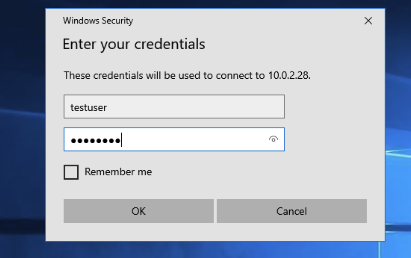 Windows Security
Enter your credentials
These credentials will be used to connect to 10.0.2.28.
testuser
●●●●●●●●
Remember me
OK
Cancel